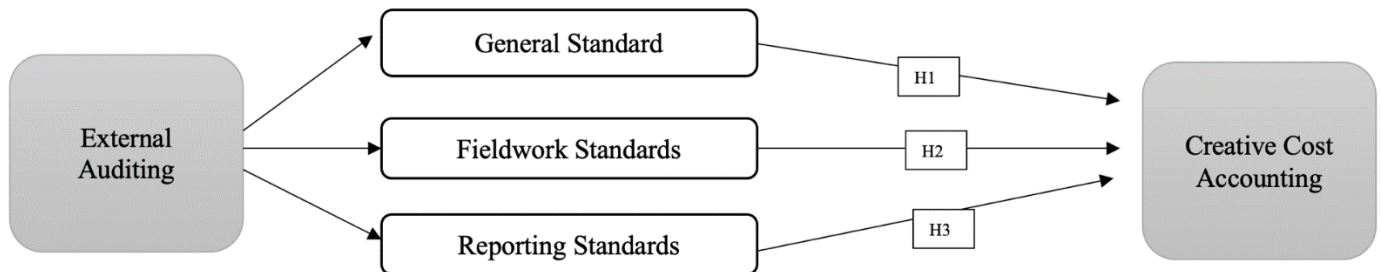 General Standard
H1
External
Auditing
Fieldwork Standards
H2
Creative Cost
Accounting
Reporting Standards
H3